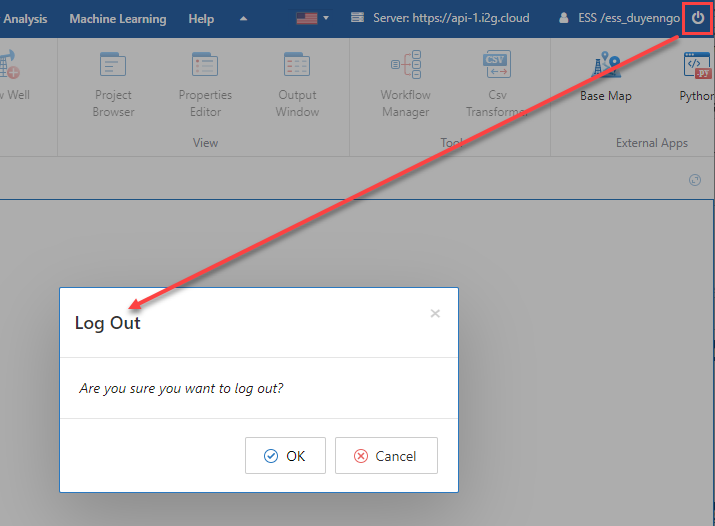 Analysis Machine Learning Help Server: https://api-1.i2g.cloud ESS /ess_duyenngo
Well Project Browser Properties Editor Output Window Workflow Manager CSV Csv Base Map .py Python
View External Apps
Log Out
Are you sure you want to log out?
OK Cancel